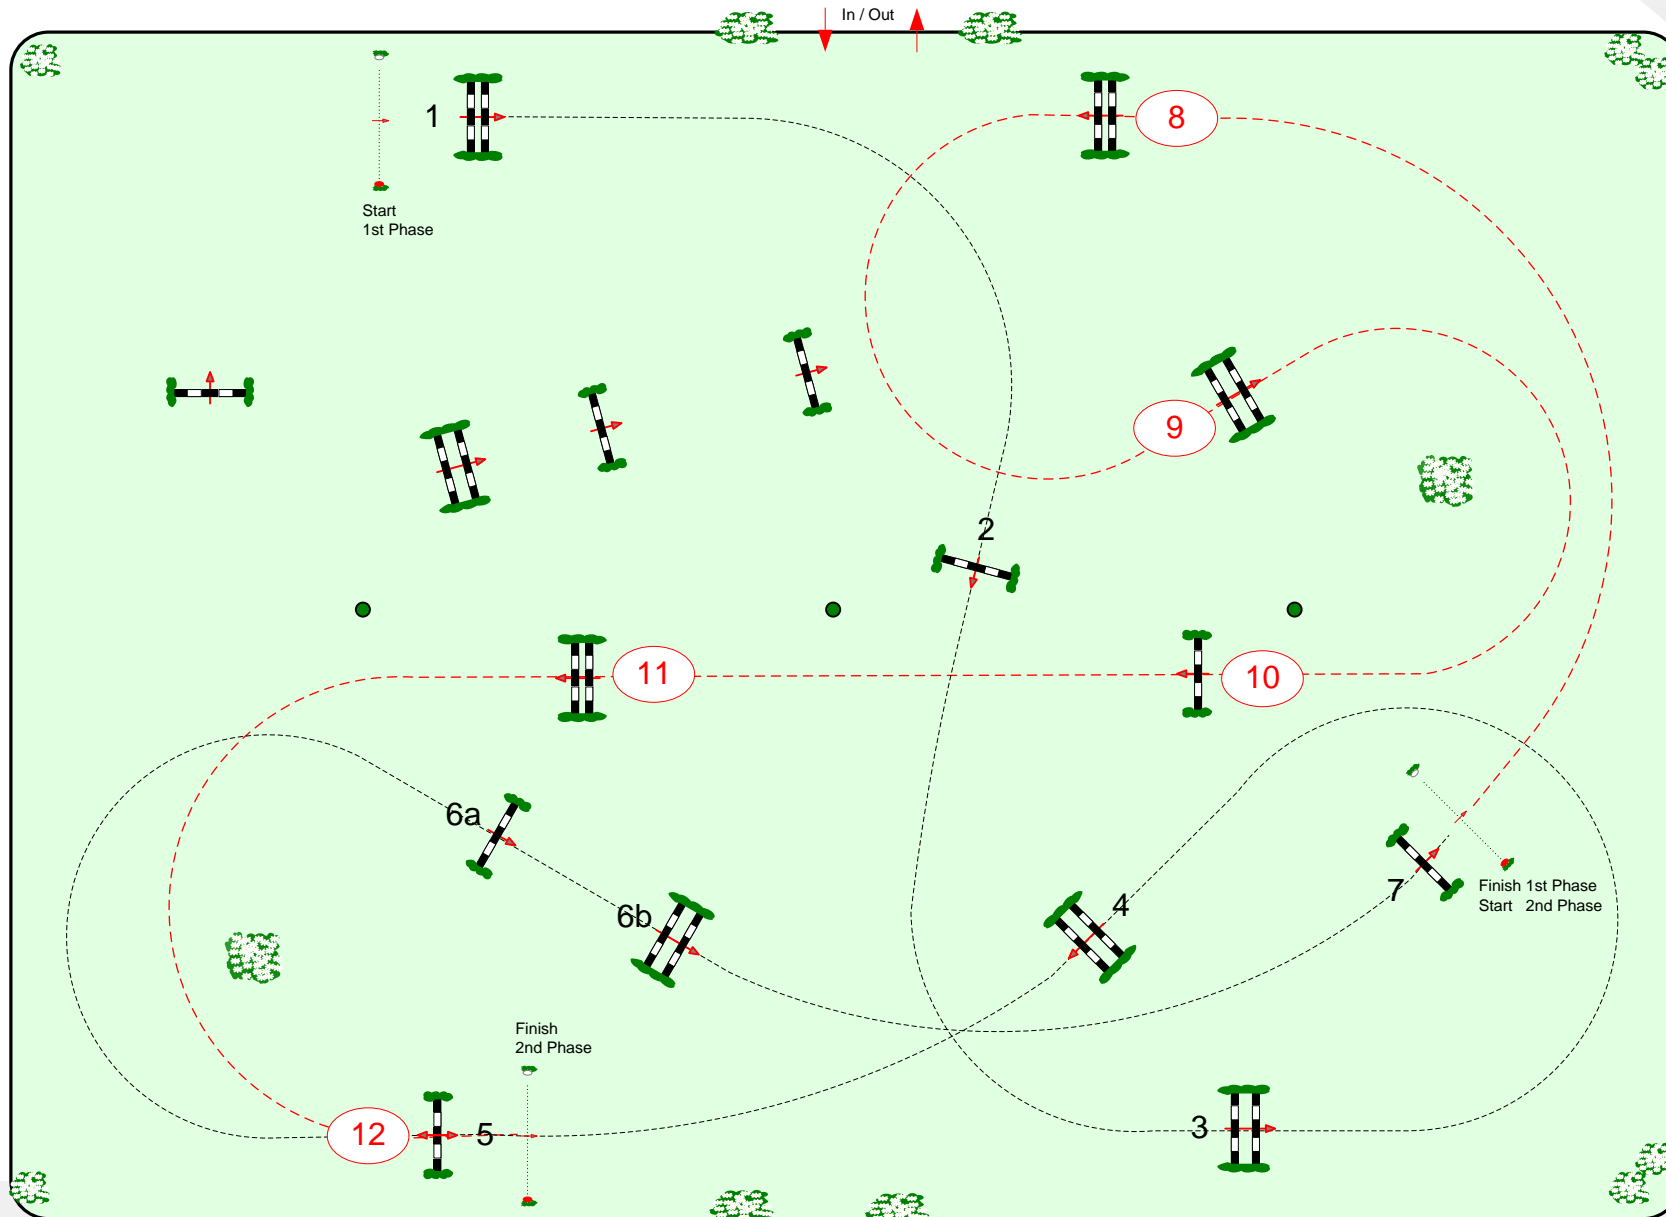 In / Out
1
8
Start
1st Phase
9
2
11
10
6a
6b
4
7
Finish 1st Phase
Start 2nd Phase
Finish
2nd Phase
12
5
3